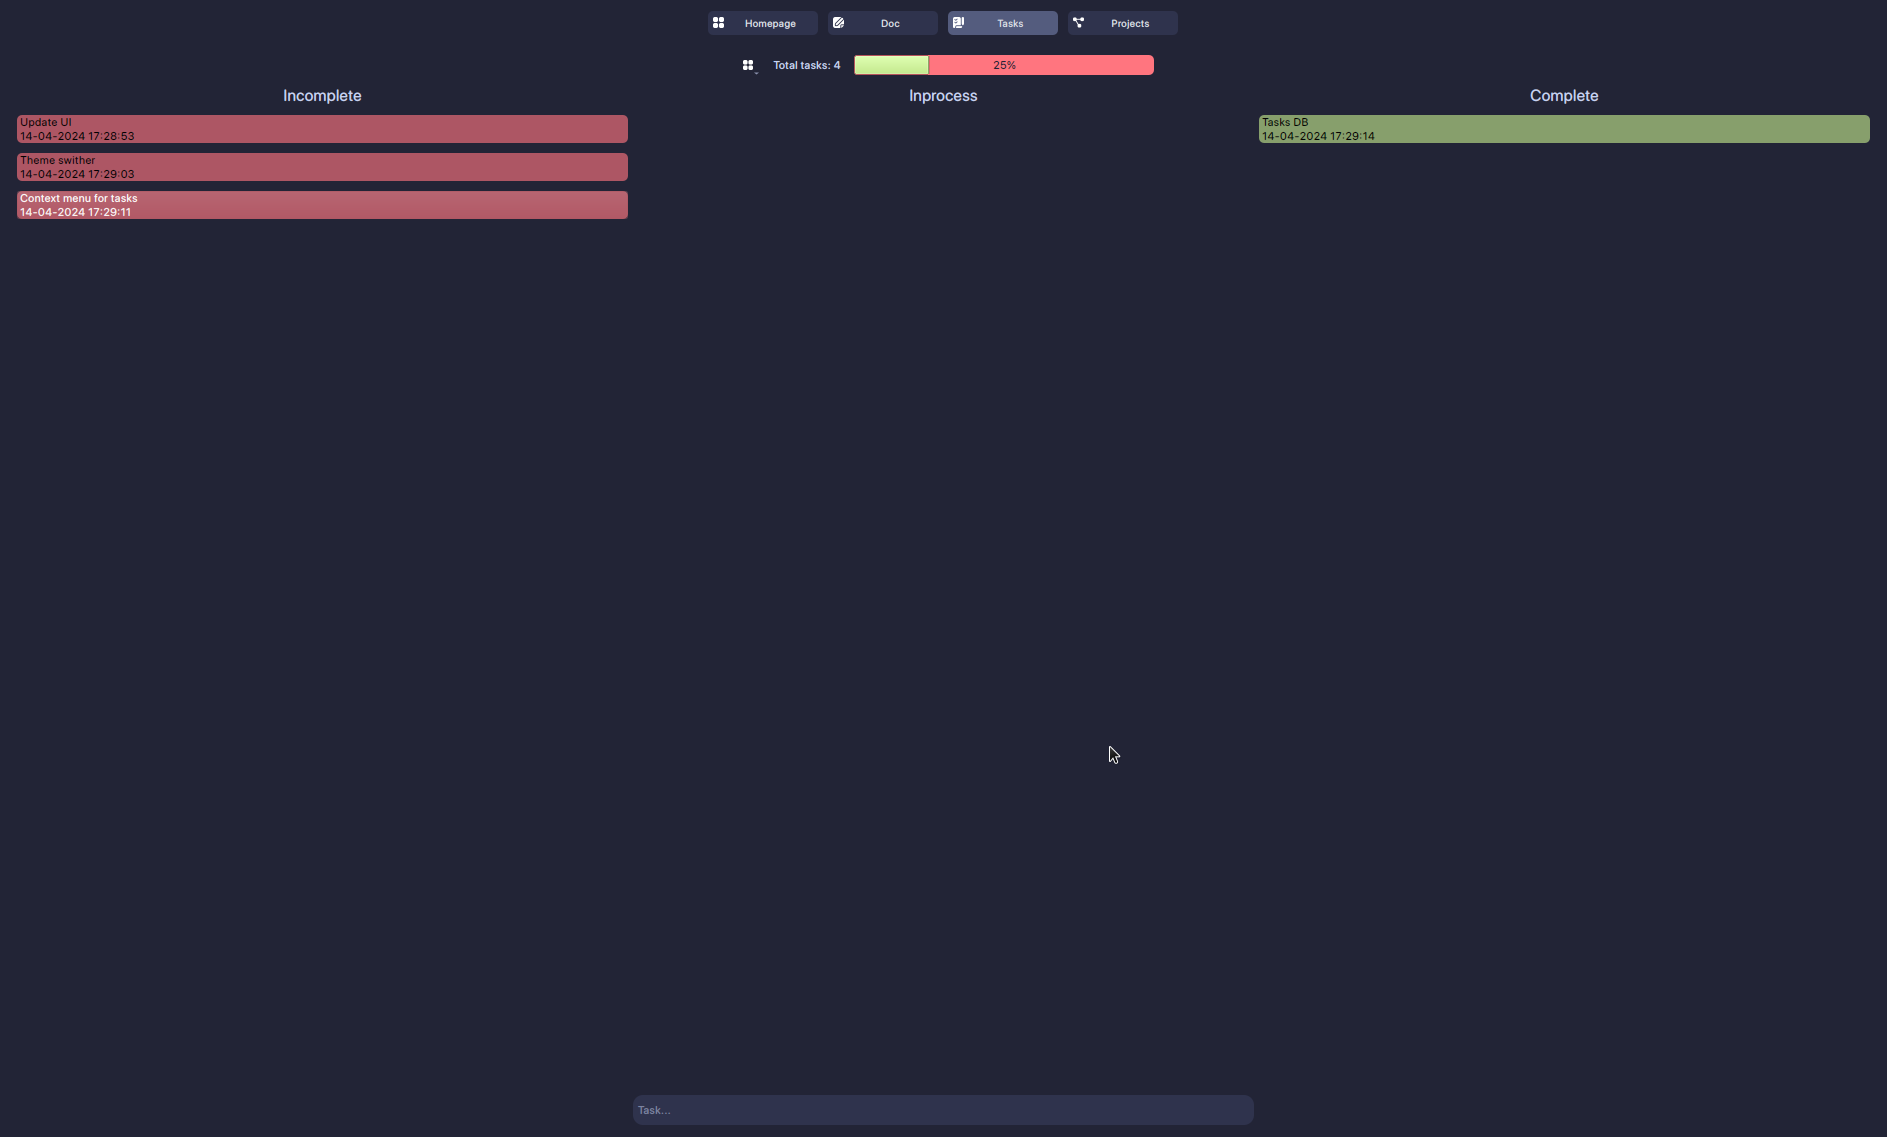 Homepage
Doc
Tasks
Projects
Total tasks: 4
25%
Incomplete
Inprocess
Complete
Update UI
14-04-2024 17:28:53
Theme swither
14-04-2024 17:29:03
Context menu for tasks
14-04-2024 17:29:11
Tasks DB
14-04-2024 17:29:14
Task...